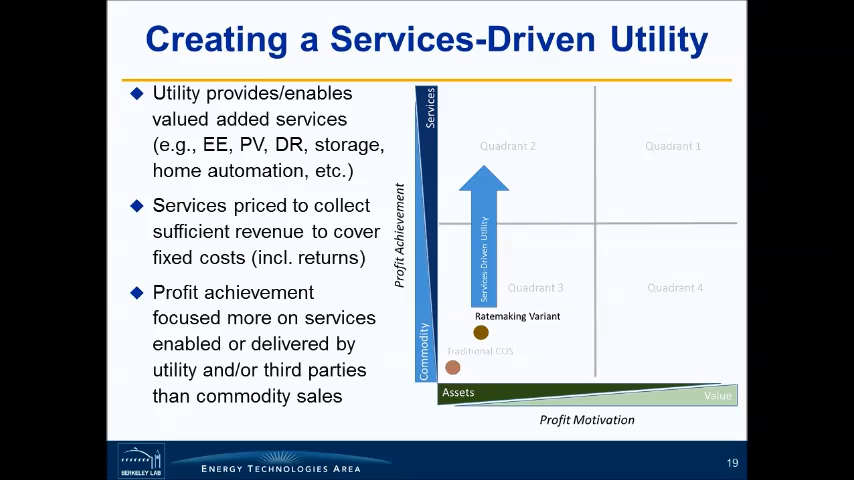 Creating a Services-Driven Utility
Utility provides/enables
valued added services
(e.g., EE, PV, DR, storage,
home automation, etc.)
Services priced to collect
sufficient revenue to cover
fixed costs (incl. returns)
Profit achievement
focused more on services
enabled or delivered by
utility and/or third parties
than commodity sales
Profit Achievement
Services
Commodity
Quadrant 2
Quadrant 1
Services-Driven Utility
Quadrant 3
Quadrant 4
Ratemaking Variant
Traditional COS
Assets
Value
Profit Motivation
BERKELEY LAB
ENERGY TECHNOLOGIES AREA
19